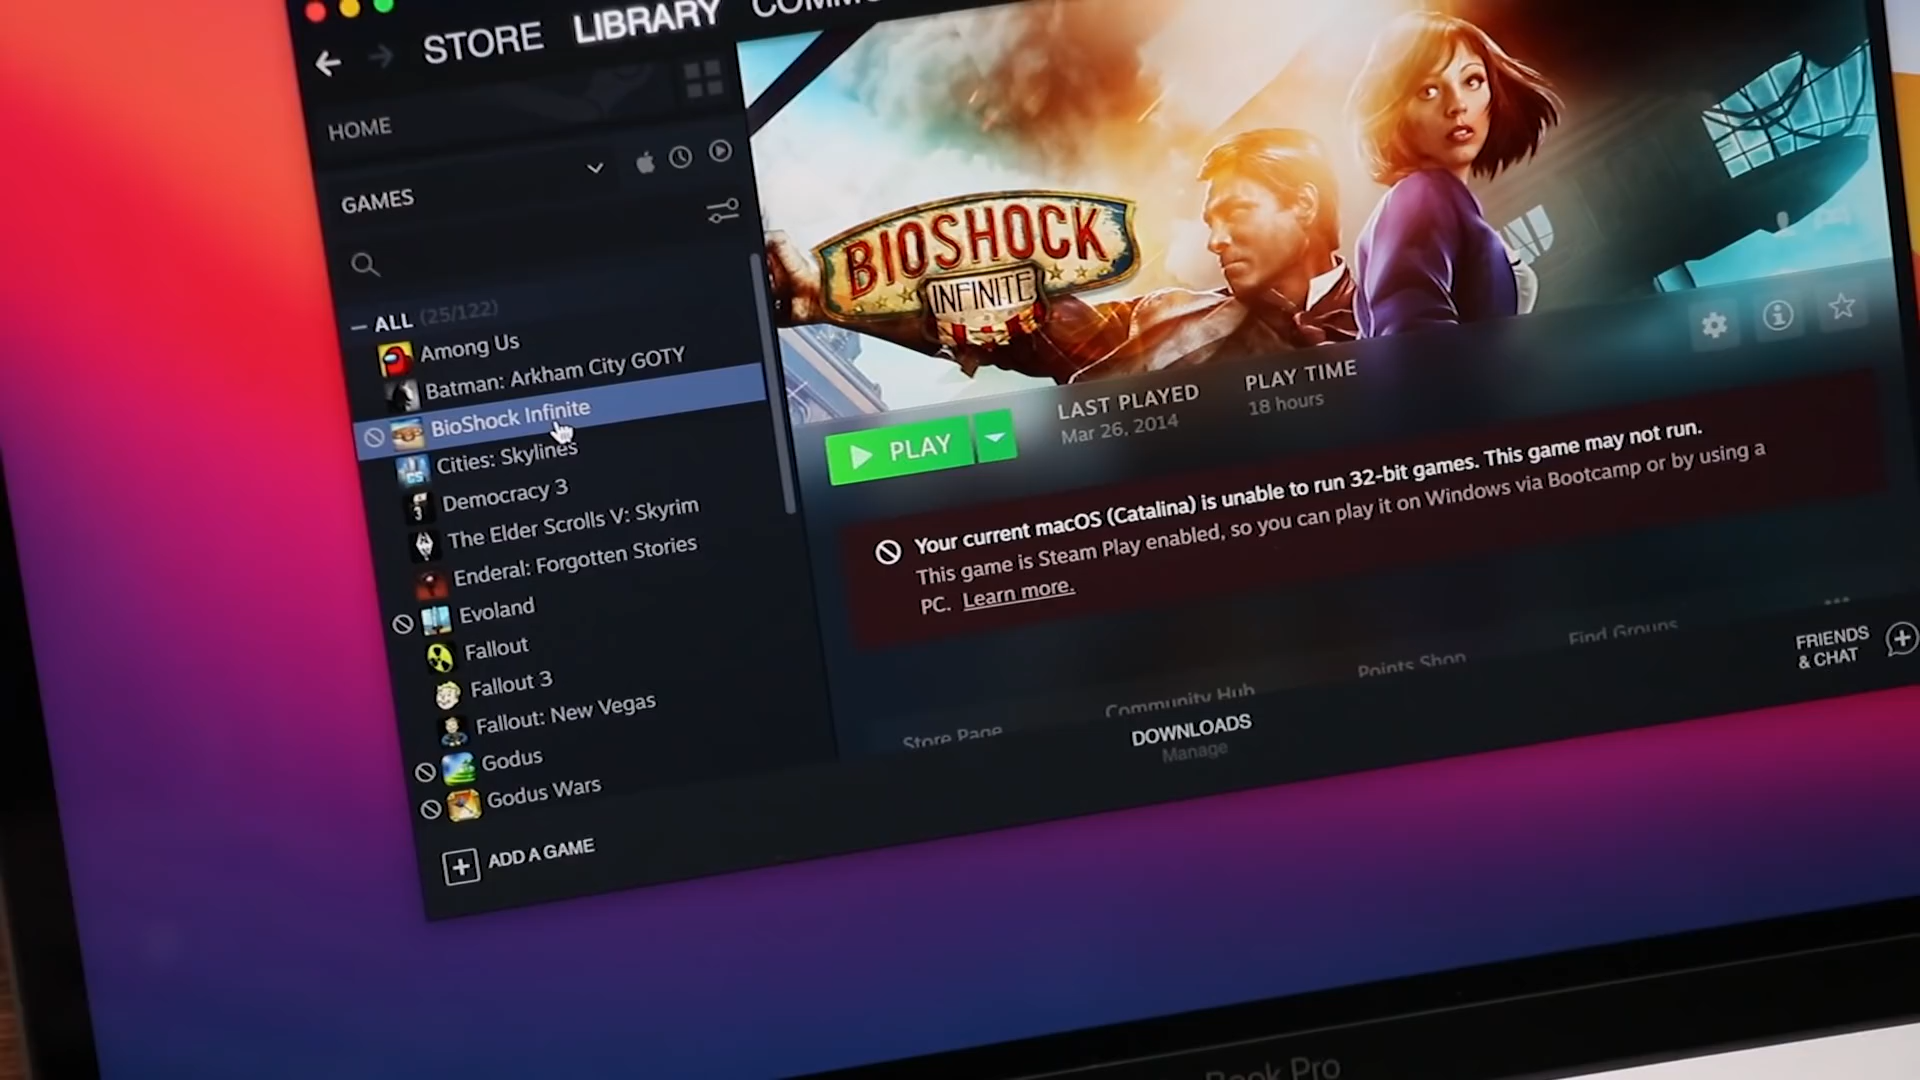 STORE
LIBRARY
HOME
GAMES
ALL (25/122)
Among Us
Batman: Arkham City GOTY
BioShock Infinite
Cities: Skylines
Democracy 3
The Elder Scrolls V: Skyrim
Enderal: Forgotten Stories
Evoland
Fallout
Fallout 3
Fallout: New Vegas
Godus
Godus Wars
ADD A GAME
BIOSHOCK
INFINITE
PLAY
LAST PLAYED
Mar 26, 2014
PLAY TIME
18 hours
Your current macOS (Catalina) is unable to run 32-bit games. This game may not run.
This game is Steam Play enabled, so you can play it on Windows via Bootcamp or by using a
PC. Learn more.
Store Page
Community Hub
Points Shop
Find Groups
DOWNLOADS
Manage
FRIENDS
& CHAT
Book Pro